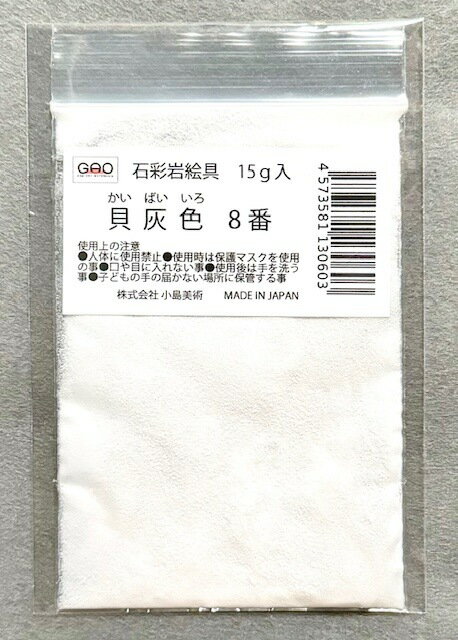 GAO
石彩岩絵具 15g入
かい ばい いろ
貝灰色 8番
使用上の注意
●人体に使用禁止●使用時は保護マスクを使用
の事●口や目に入れない事●使用後は手を洗う
事●子どもの手の届かない場所に保管する事
株式会社 小島美術 MADE IN JAPAN
4573581130603